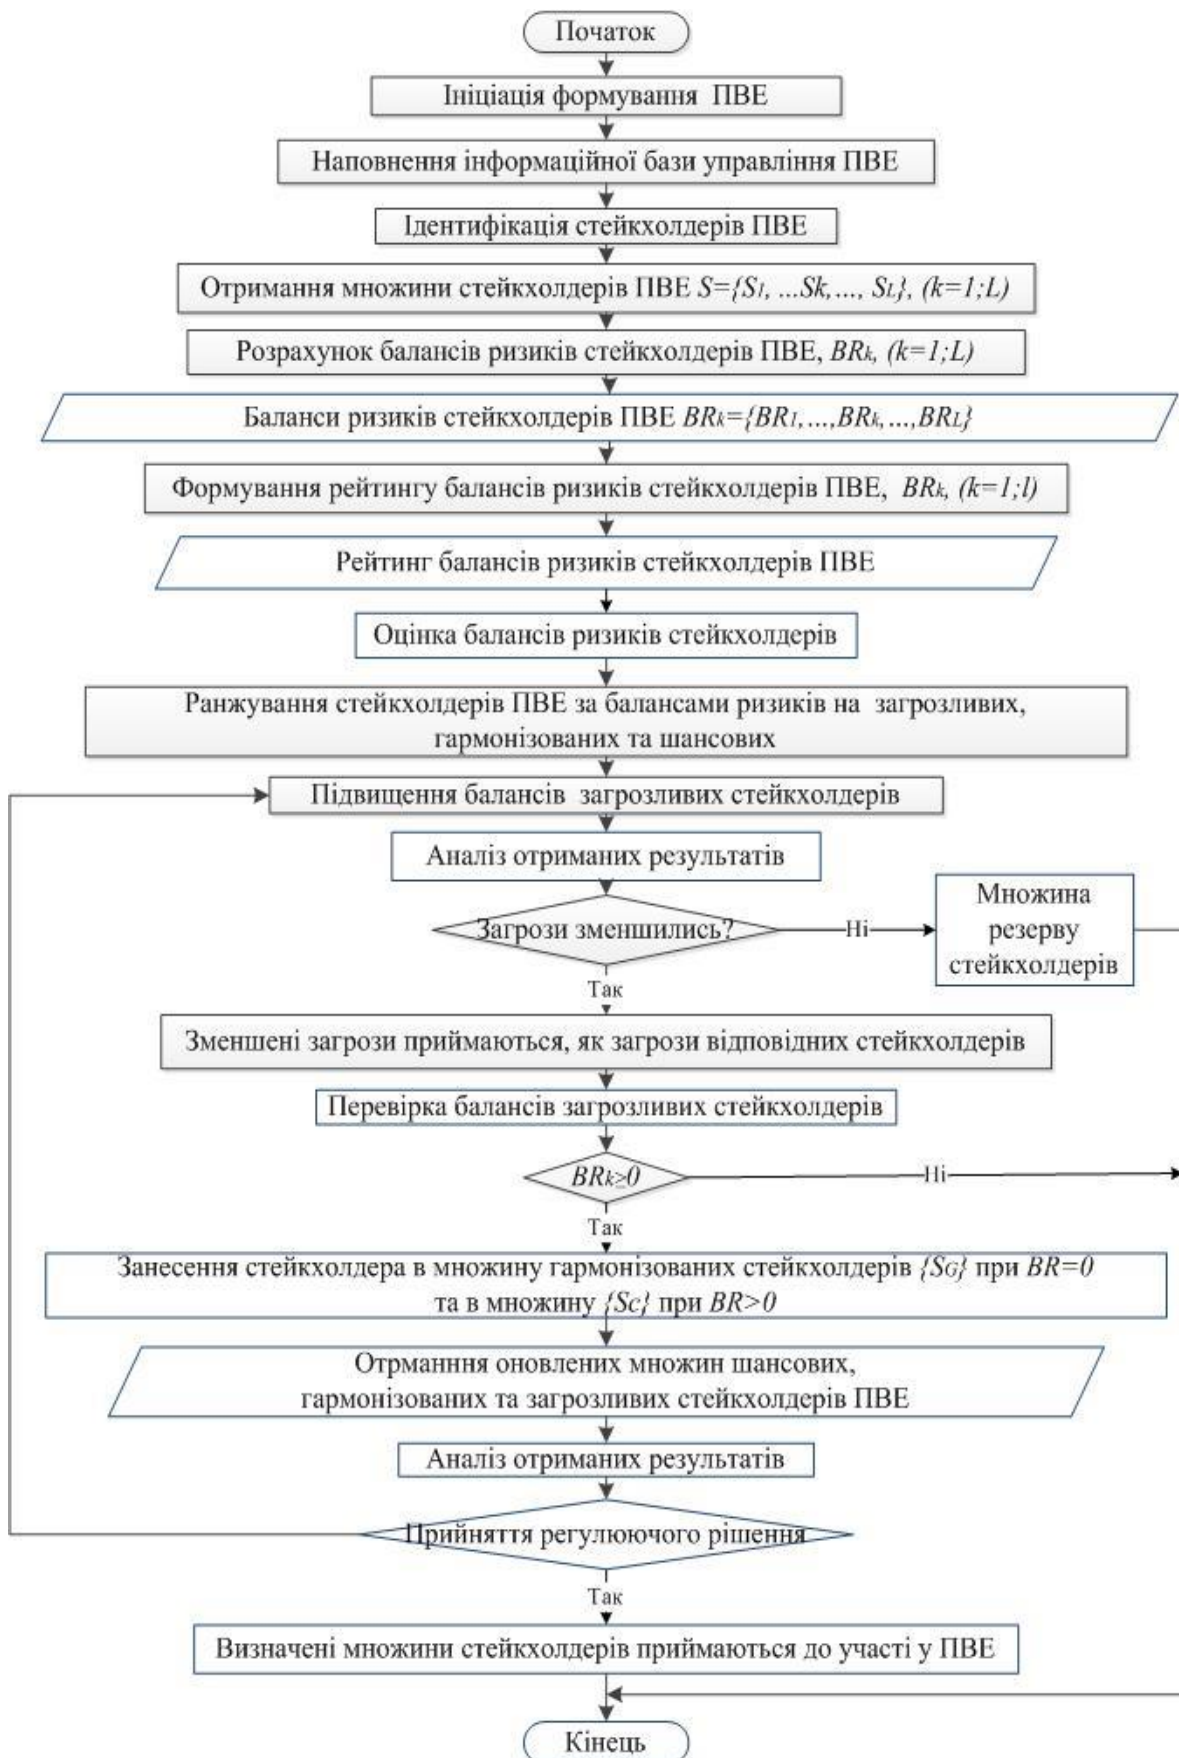 Початок
Ініціація формування ПВЕ
Наповнення інформаційної бази управління ПВЕ
Ідентифікація стейкхолдерів ПВЕ
Отримання множини стейкхолдерів ПВЕ S={S1, ...Sk,..., SL}, (k=1;L)
Розрахунок балансів ризиків стейкхолдерів ПВЕ, BRk, (k=1;L)
Баланси ризиків стейкхолдерів ПВЕ BRk={BR1,...,BRk,...,BRL}
Формування рейтингу балансів ризиків стейкхолдерів ПВЕ, BRk, (k=1;l)
Рейтинг балансів ризиків стейкхолдерів ПВЕ
Оцінка балансів ризиків стейкхолдерів
Ранжування стейкхолдерів ПВЕ за балансами ризиків на загрозливих,
гармонізованих та шансових
Підвищення балансів загрозливих стейкхолдерів
Аналіз отриманих результатів
Загрози зменшились?
Ні
Множина
резерву
стейкхолдерів
Так
Зменшені загрози приймаються, як загрози відповідних стейкхолдерів
Перевірка балансів загрозливих стейкхолдерів
BRk≥0
Ні
Так
Занесення стейкхолдера в множину гармонізованих стейкхолдерів {SG} при BR=0
та в множину {SC} при BR>0
Отрманння оновлених множин шансових,
гармонізованих та загрозливих стейкхолдерів ПВЕ
Аналіз отриманих результатів
Прийняття регулюючого рішення
Так
Визначені множини стейкхолдерів приймаються до участі у ПВЕ
Кінець